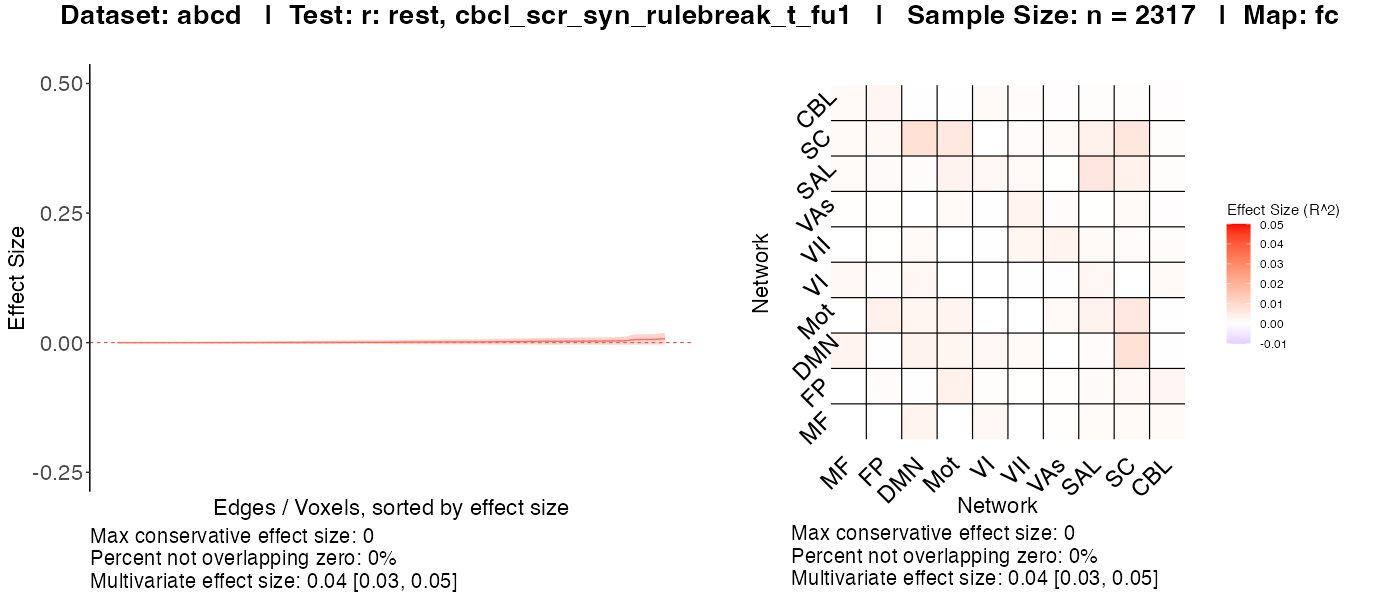 Dataset: abcd | Test: r: rest, cbcl_scr_syn_rulebreak_t_fu1 | Sample Size: n = 2317 | Map: fc
0.50
0.25
0.00
-0.25
Effect Size
Edges / Voxels, sorted by effect size
Max conservative effect size: 0
Percent not overlapping zero: 0%
Multivariate effect size: 0.04 [0.03, 0.05]
Network
CBL
SC
SAL
VAs
VII
VI
Mot
DMN
FP
MF
MF
FP
DMN
Mot
VI
VII
VAs
SAL
SC
CBL
Network
Max conservative effect size: 0
Percent not overlapping zero: 0%
Multivariate effect size: 0.04 [0.03, 0.05]
Effect Size (R^2)
0.05
0.04
0.03
0.02
0.01
0.00
-0.01